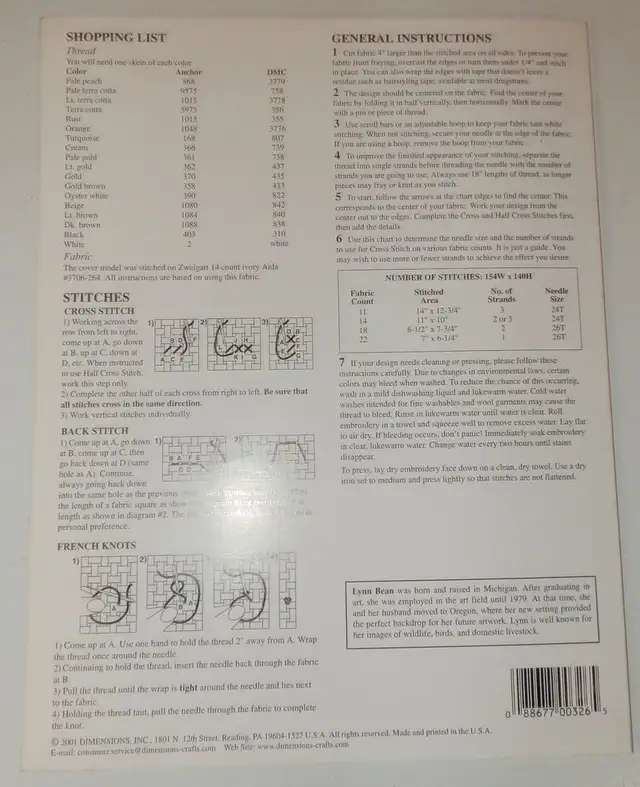 SHOPPING LIST
Thread
You will need one skein of each color
Color Anchor DMC
Pale peach 868 3779
Pale terra cotta 9575 758
Lt. terra cotta 1013 3778
Terra cotta 5975 356
Rust 1015 355
Orange 1048 3776
Turquoise 168 807
Cream 366 739
Pale gold 361 738
Lt. gold 362 437
Gold 370 435
Gold brown 358 433
Oyster white 390 822
Beige 1080 842
Lt. brown 1084 840
Dk. brown 1088 838
Black 403 310
White 2 white
Fabric
The cover model was stitched on Zweigart 14 count ivory Aida
#3706-264. All instructions are based on using this fabric.
STITCHES
CROSS STITCH
1) Working across the
row from left to right,
come up at A, go down
at B, up at C, down at
D, etc. When instructed
to use Half Cross Stitch,
work this step only.
1) 2) 3)
2) Complete the other half of each cross from right to left. Be sure that
all stitches cross in the same direction.
3) Work vertical stitches individually.
BACK STITCH
1) Come up at A, go down
at B, come up at C, then
go back down at D (same
hole as A). Continue,
always going back down
1) 2)
into the same hole as the previous
the length of a fabric square as
length as shown in diagram #2. The
personal preference.
FRENCH KNOTS
1) 2)
1) Come up at A. Use one hand to hold the thread 2" away from A. Wrap
the thread once around the needle.
2) Continuing to hold the thread, insert the needle back through the fabric
at B.
3) Pull the thread until the wrap is tight around the needle and lies next
to the fabric.
4) Holding the thread taut, pull the needle through the fabric to complete
the knot.
GENERAL INSTRUCTIONS
1 Cut fabric 4" larger than the stitched area on all sides. To prevent your
fabric from fraying, overcast the edges or turn them under 1/4" and stitch
in place. You can also wrap the edges with tape that doesn't leave a
residue such as hairstyling tape, available at most drugstores.
2 The design should be centered on the fabric. Find the center of your
fabric by folding it in half vertically, then horizontally. Mark the center
with a pin or piece of thread.
3 Use scroll bars or an adjustable hoop to keep your fabric taut while
stitching. When not stitching, secure your needle at the edge of the fabric.
If you are using a hoop, remove the hoop from your fabric.
4 To improve the finished appearance of your stitching, separate the
thread into single strands before threading the needle with the number of
strands you are going to use. Always use 18" lengths of thread, as longer
pieces may fray or knot as you stitch.
5 To start, follow the arrows at the chart edges to find the center. This
corresponds to the center of your fabric. Work your design from the
center out to the edges. Complete the Cross and Half Cross Stitches first,
then add the details.
6 Use this chart to determine the needle size and the number of strands
to use for Cross Stitch on various fabric counts. It is just a guide. You
may wish to use more or fewer strands to achieve the effect you desire.
NUMBER OF STITCHES: 154W x 140H
Fabric Stitched No. of Needle
Count Area Strands Size
11 14" x 12-3/4" 3 24T
14 11" x 10" 2 or 3 24T
18 8-1/2" x 7-3/4" 2 26T
22 7" x 6-1/4" 1 26T
7 If your design needs cleaning or pressing, please follow these
instructions carefully. Due to changes in environmental laws, certain
colors may bleed when washed. To reduce the chance of this occurring,
wash in a mild dishwashing liquid and lukewarm water. Cold water
washes intended for fine washables and wool garments may cause the
thread to bleed. Rinse in lukewarm water until water is clear. Roll
embroidery in a towel and squeeze well to remove excess water. Lay flat
to air dry. If bleeding occurs, don't panic! Immediately soak embroidery
in clear, lukewarm water. Change water every two hours until stains
disappear.
To press, lay dry embroidery face down on a clean, dry towel. Use a dry
iron set to medium and press lightly so that stitches are not flattened.
Lynn Bean was born and raised in Michigan. After graduating in
art, she was employed in the art field until 1979. At that time, she
and her husband moved to Oregon, where her new setting provided
the perfect backdrop for her future artwork. Lynn is well known for
her images of wildlife, birds, and domestic livestock.
0 88677 00326 5
© 2001 DIMENSIONS, INC., 1801 N. 12th Street, Reading, PA 19604-1527 U.S.A. All rights reserved. Made and printed in the U.S.A.
E-mail: consumer.service@dimensions-crafts.com Web Site: www.dimensions-crafts.com